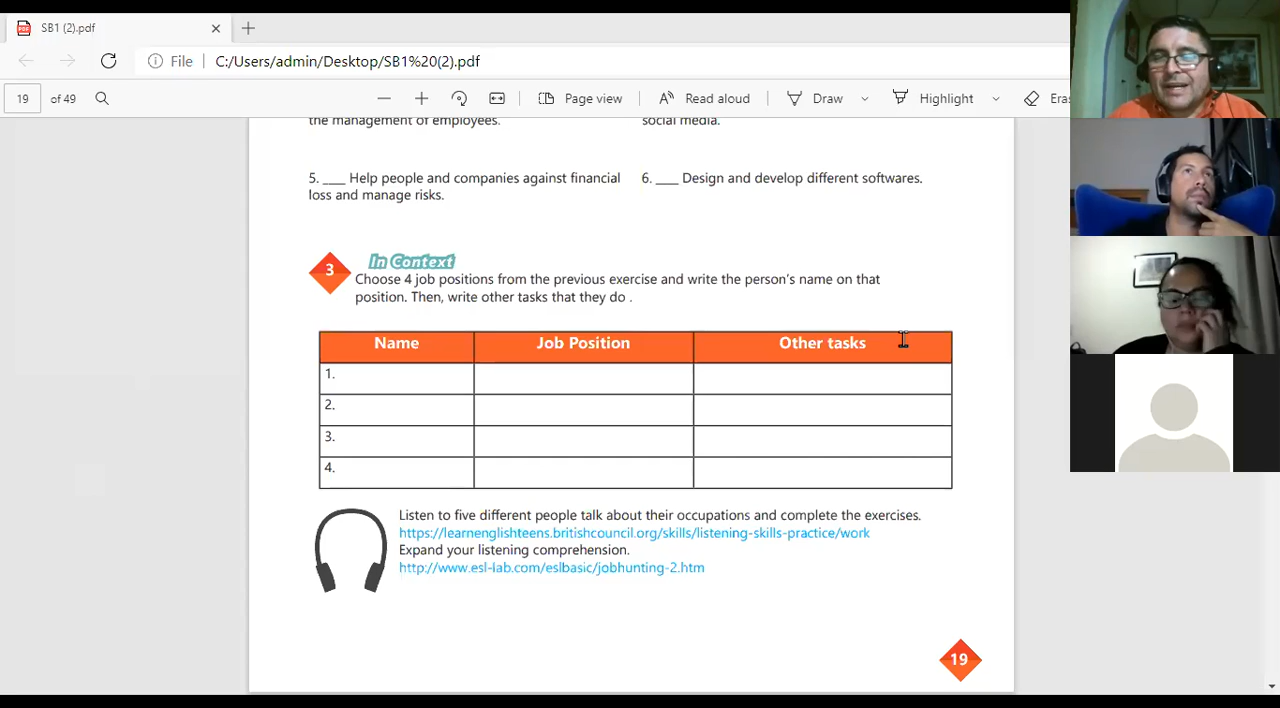 SB1 (2).pdf
File
C:/Users/admin/Desktop/SB1%20(2).pdf
19 of 49
Page view
Read aloud
Draw
Highlight
Eras
the management of employees.
social media.
5. ___ Help people and companies against financial
loss and manage risks.
6. ___ Design and develop different softwares.
3
In Context
Choose 4 job positions from the previous exercise and write the person's name on that
position. Then, write other tasks that they do .
Name
Job Position
Other tasks
1.
2.
3.
4.
Listen to five different people talk about their occupations and complete the exercises.
https://learnenglishteens.britishcouncil.org/skills/listening-skills-practice/work
Expand your listening comprehension.
http://www.esl-lab.com/eslbasic/jobhunting-2.htm
19